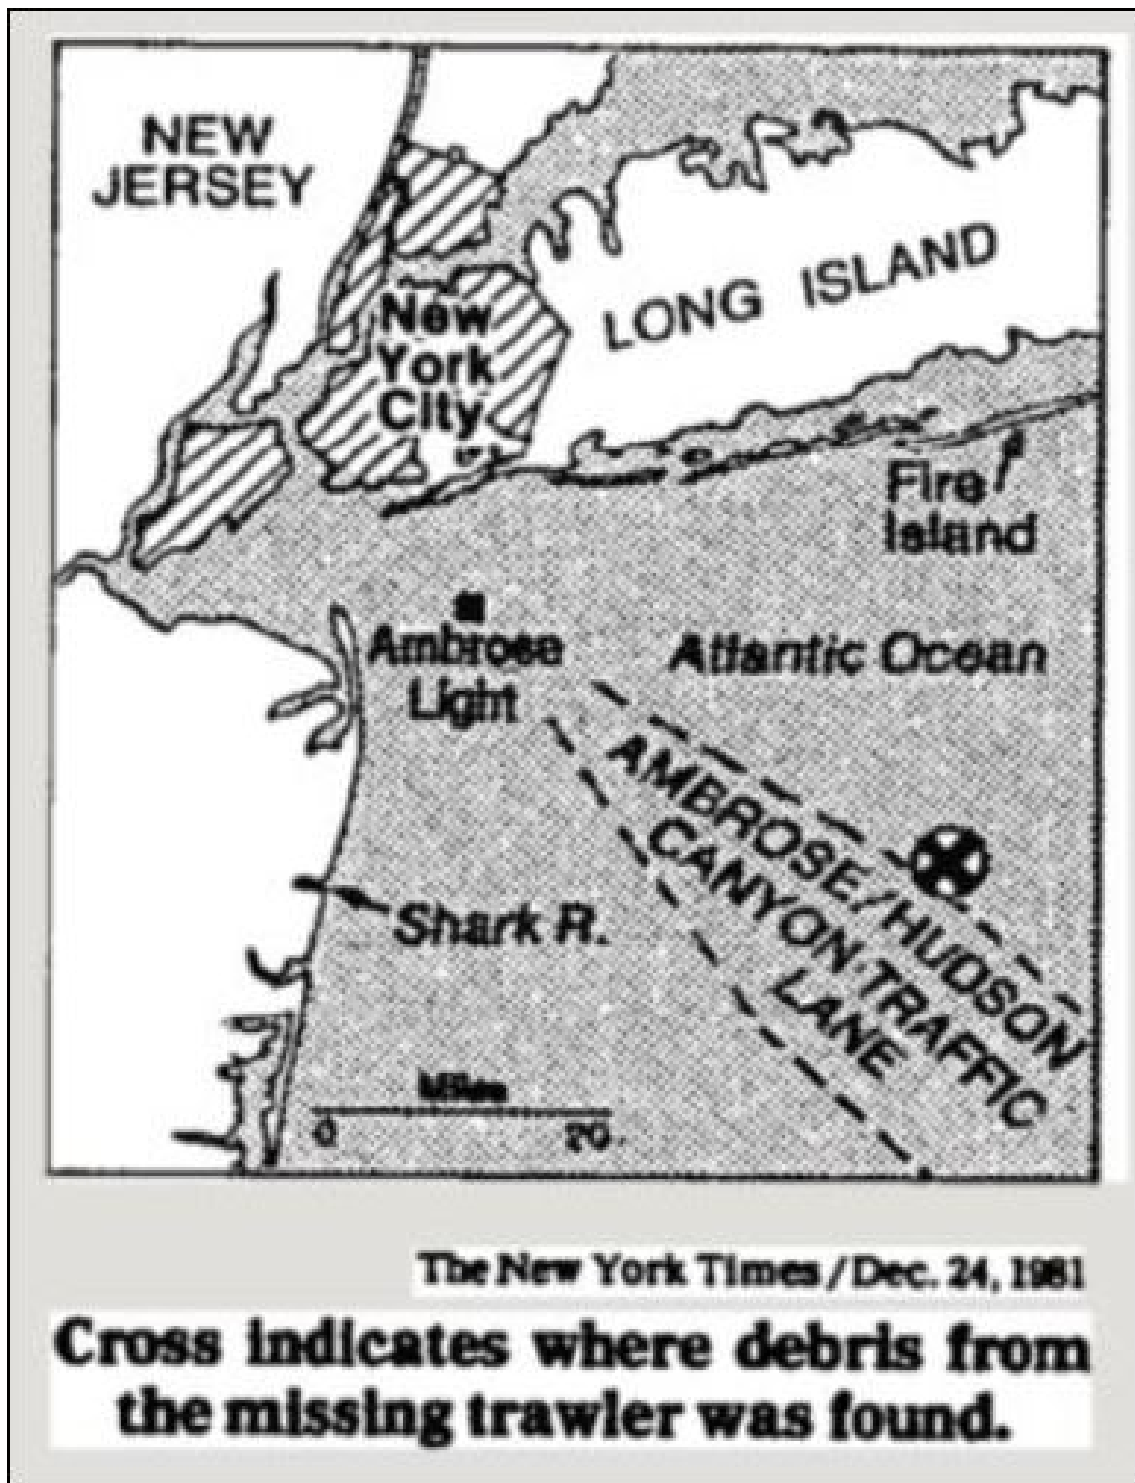 NEW
JERSEY
LONG ISLAND
New
York
City
Fire
Island
Ambrose
Light
Atlantic Ocean
AMBROSE/HUDSON
CANYON TRAFFIC
LANE
Shark R.
Miles
0 20
The New York Times/Dec. 24, 1981
Cross indicates where debris from
the missing trawler was found.